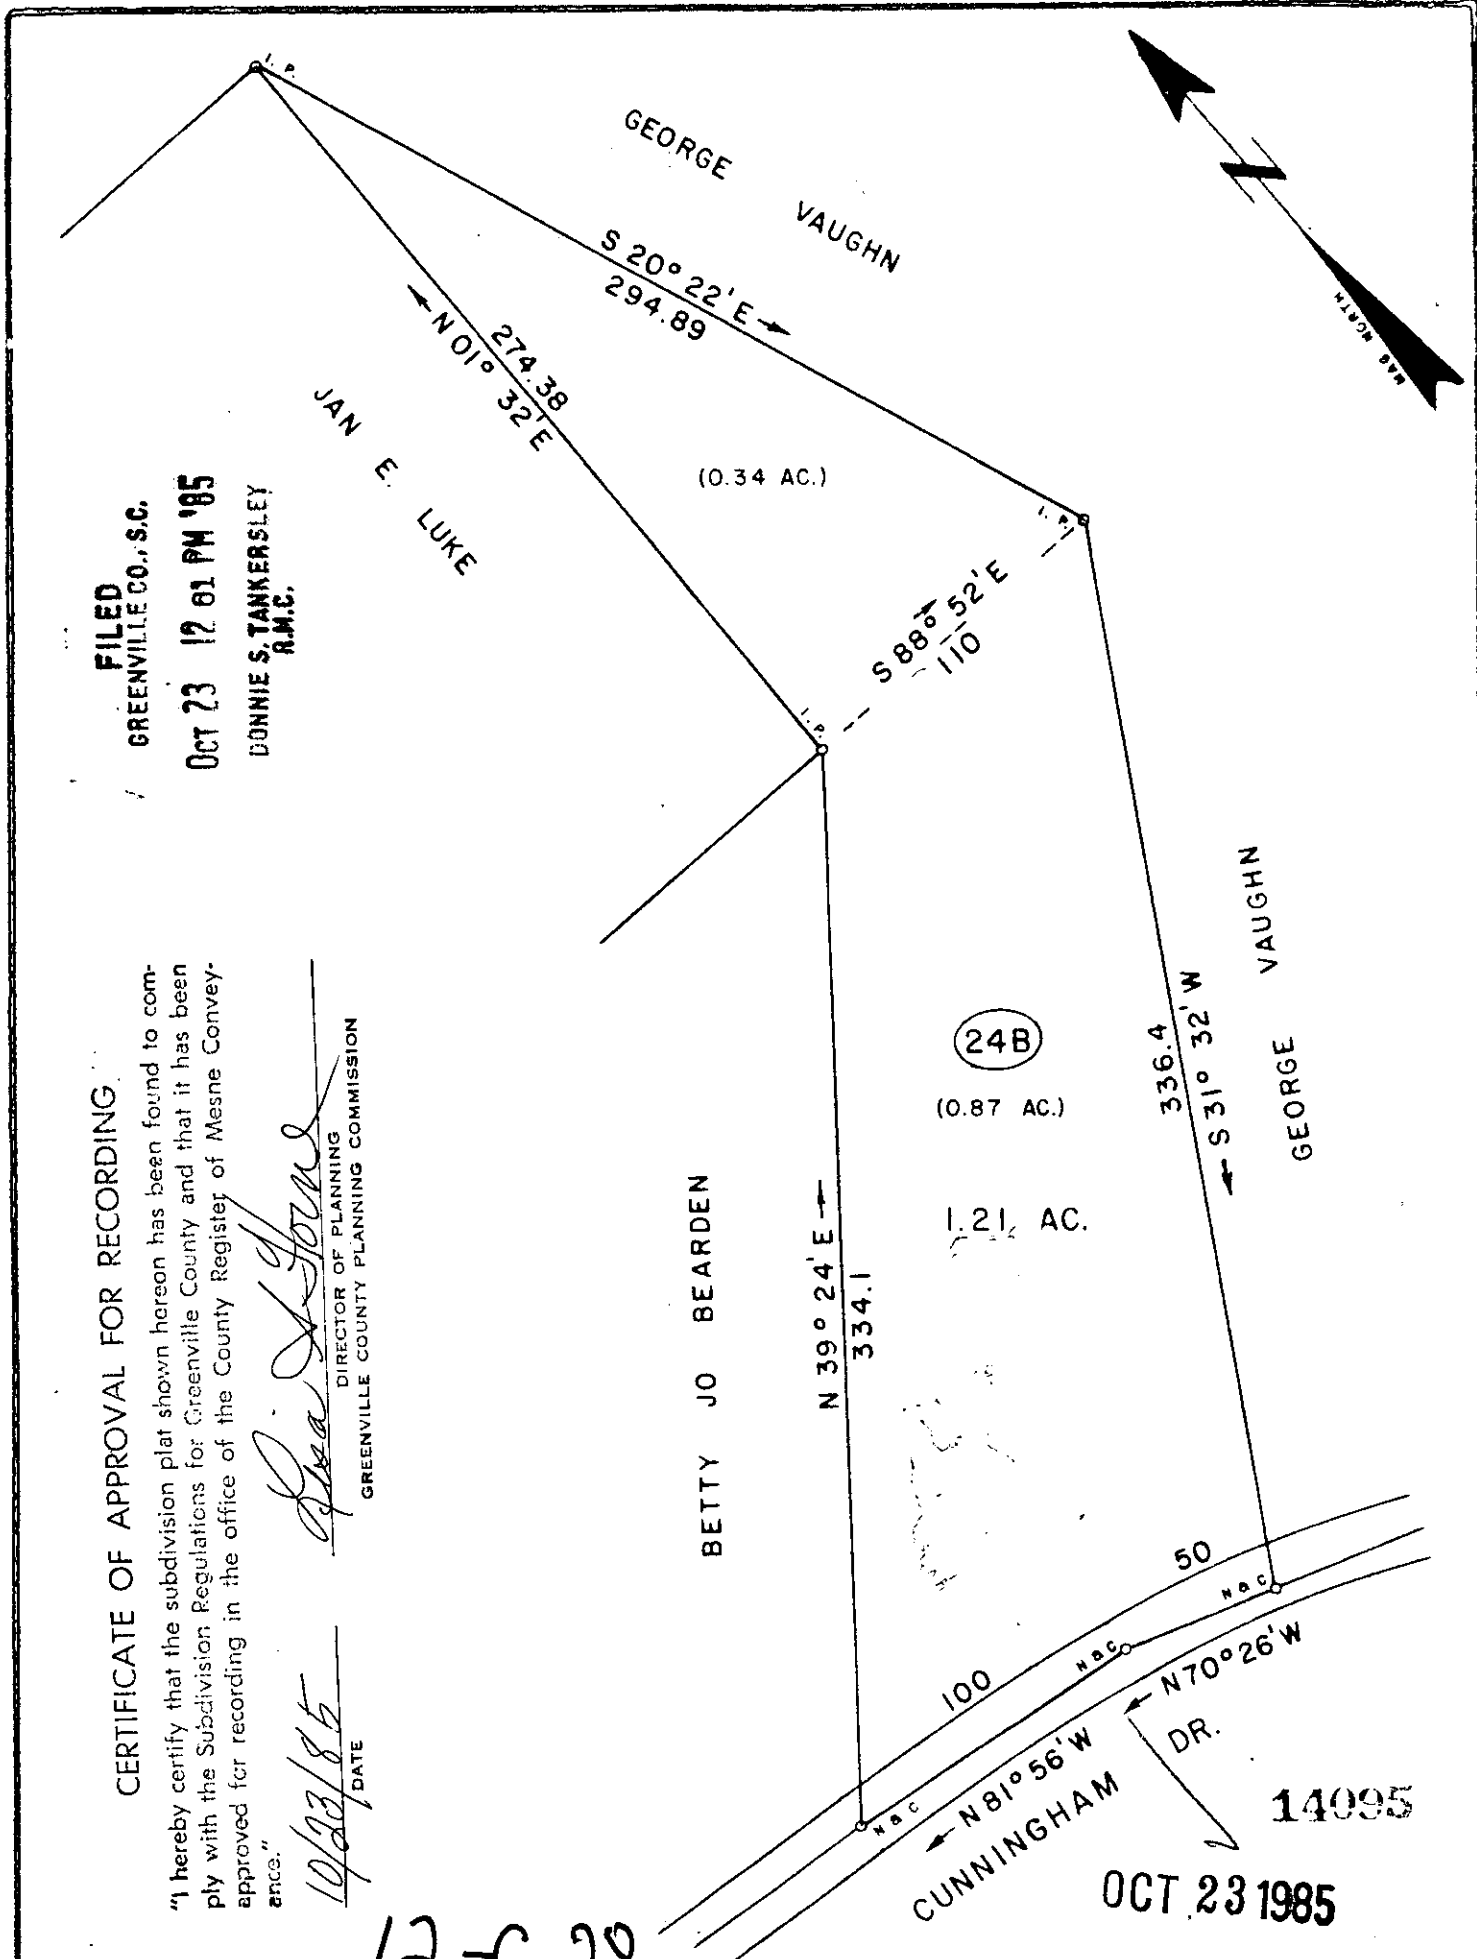 I. P.
GEORGE VAUGHN
S 20° 22' E
294.89
MAG NORTH
274.38
N 01° 32' E
JAN E. LUKE
(0.34 AC.)
I. P.
S 88° 52' E
110
I. P.
FILED
GREENVILLE CO., S.C.
OCT 23 12 01 PM '85
DONNIE S. TANKERSLEY
R.M.C.
CERTIFICATE OF APPROVAL FOR RECORDING
"I hereby certify that the subdivision plat shown hereon has been found to com-
ply with the Subdivision Regulations for Greenville County and that it has been
approved for recording in the office of the County Register of Mesne Convey-
ance."
10/23/85
DATE
DIRECTOR OF PLANNING
GREENVILLE COUNTY PLANNING COMMISSION
24B
(0.87 AC.)
1.21 AC.
336.4
S 31° 32' W
GEORGE VAUGHN
BETTY JO BEARDEN
N 39° 24' E
334.1
50
N & C
100
N & C
N 70° 26' W
N & C
N 81° 56' W
CUNNINGHAM DR.
14095
OCT 23 1985